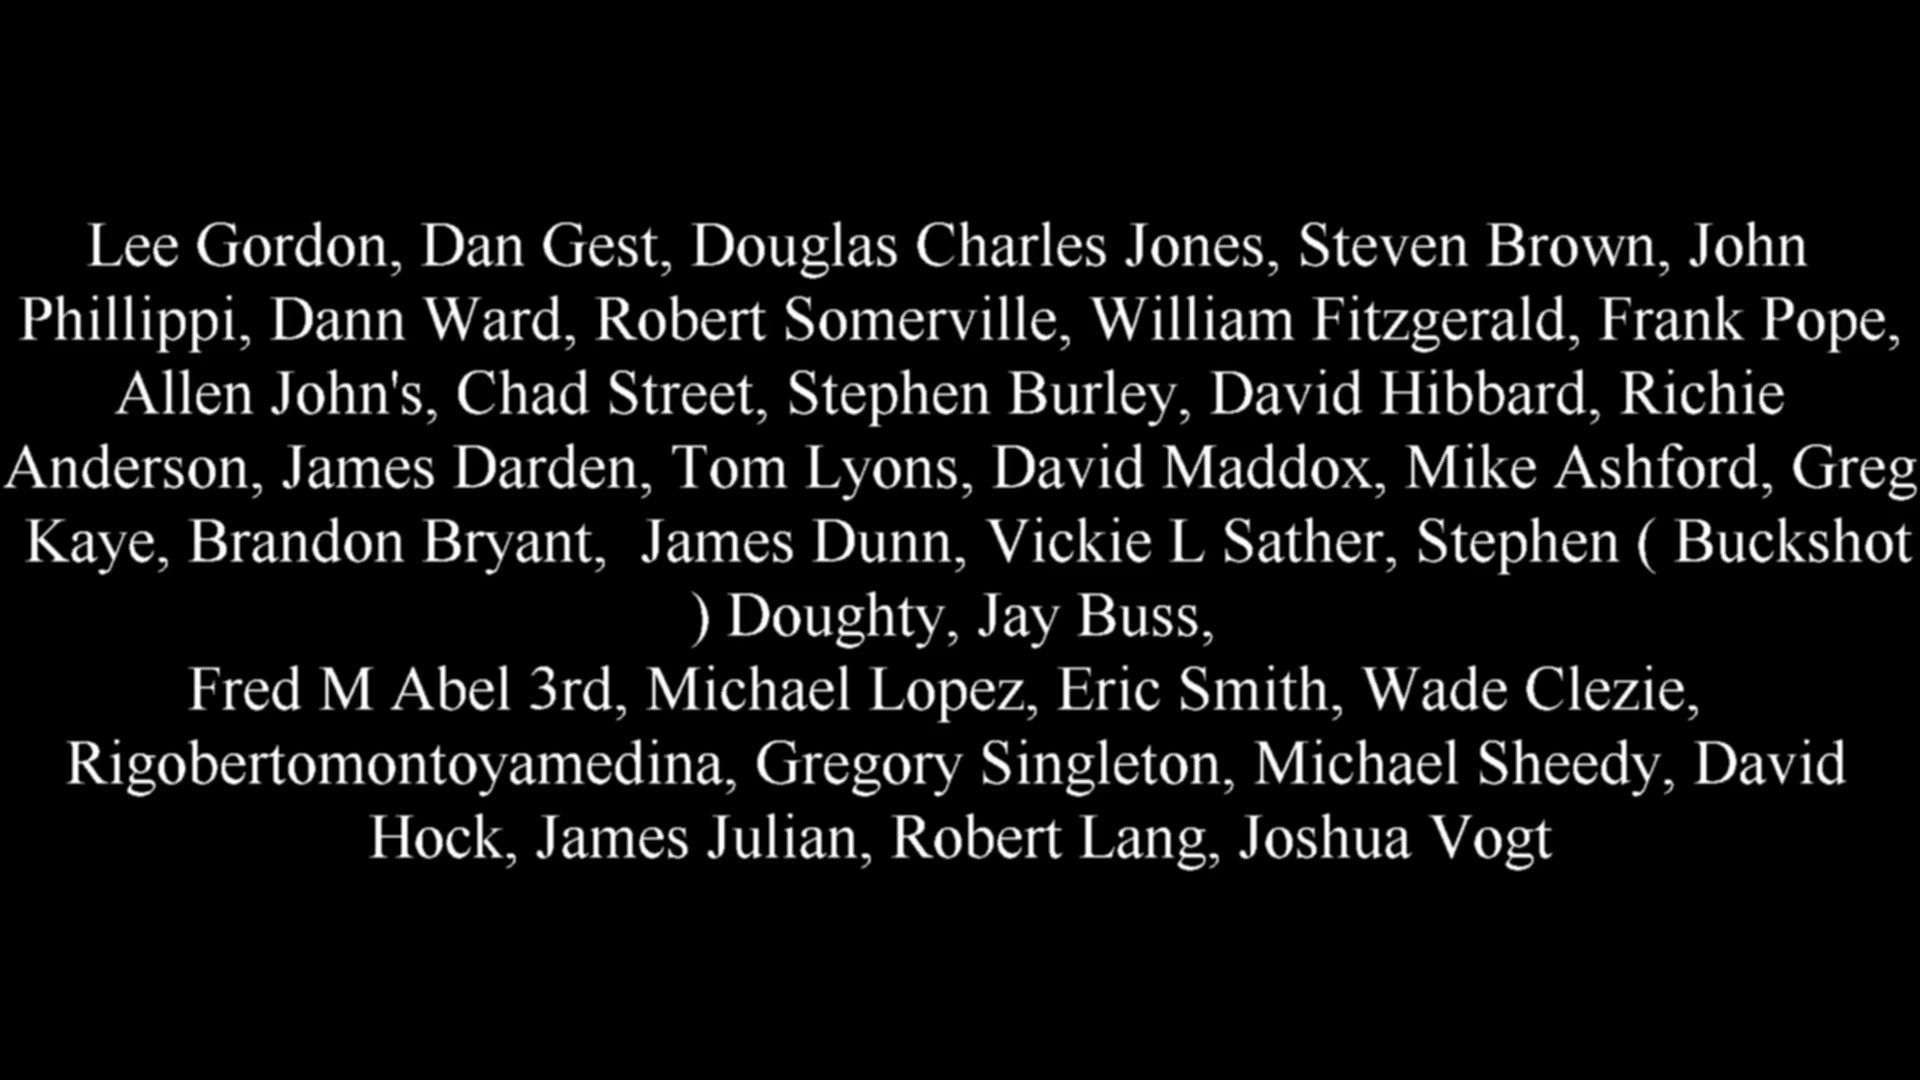 Lee Gordon, Dan Gest, Douglas Charles Jones, Steven Brown, John
Phillippi, Dann Ward, Robert Somerville, William Fitzgerald, Frank Pope,
Allen John's, Chad Street, Stephen Burley, David Hibbard, Richie
Anderson, James Darden, Tom Lyons, David Maddox, Mike Ashford, Greg
Kaye, Brandon Bryant,  James Dunn, Vickie L Sather, Stephen ( Buckshot
) Doughty, Jay Buss,
Fred M Abel 3rd, Michael Lopez, Eric Smith, Wade Clezie,
Rigobertomontoyamedina, Gregory Singleton, Michael Sheedy, David
Hock, James Julian, Robert Lang, Joshua Vogt